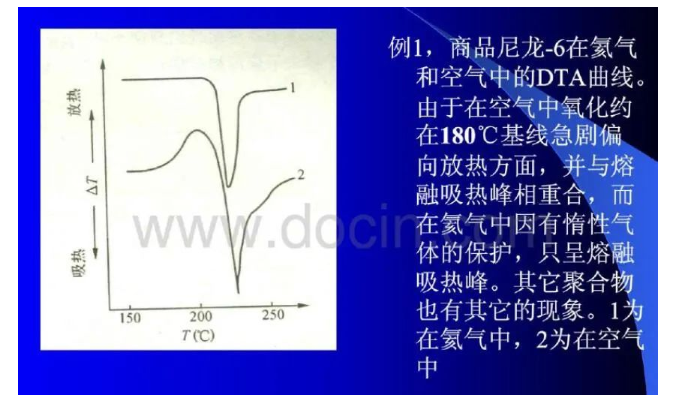 例1，商品尼龙-6在氦气
和空气中的DTA曲线。
由于在空气中氧化约
在180℃基线急剧偏
向放热方面，并与熔
融吸热峰相重合，而
在氦气中因有惰性气
体的保护，只呈熔融
吸热峰。其它聚合物
也有其它的现象。1为
在氦气中，2为在空气
中
放热
ΔT
吸热
1
2
150 200 250
T(℃)
www.docin.com